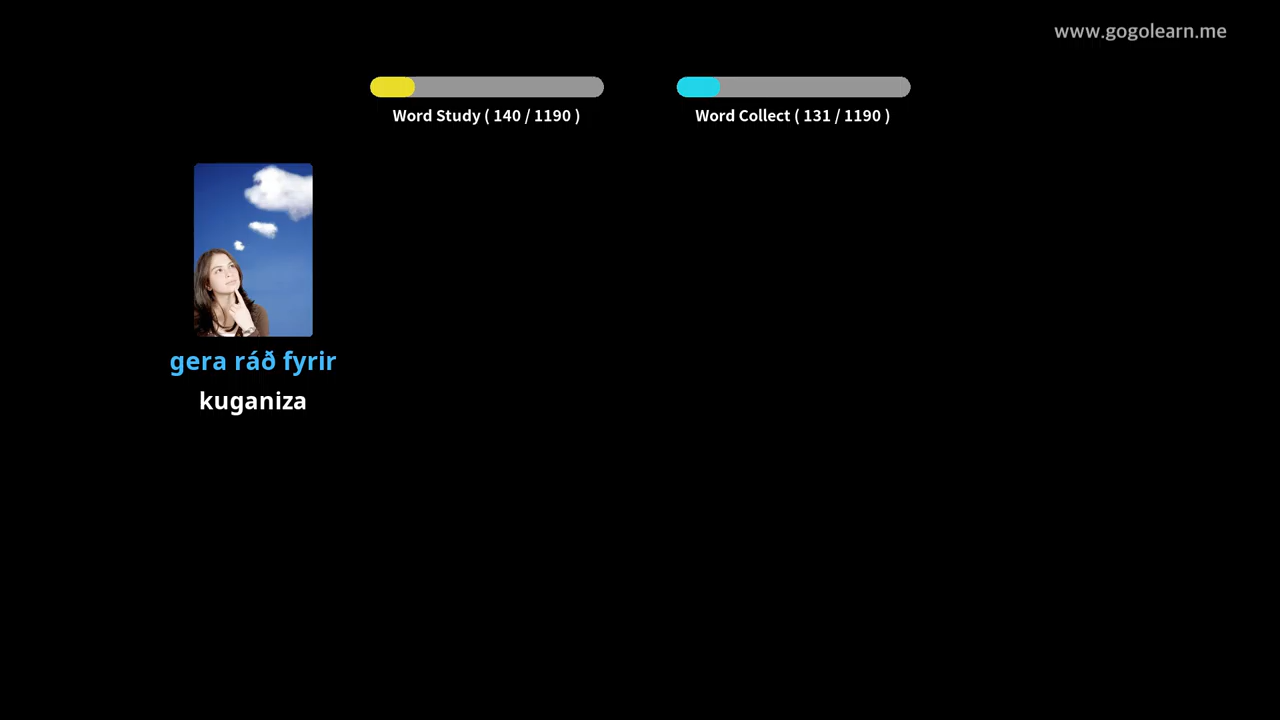 www.gogolearn.me
Word Study ( 140 / 1190 )
Word Collect ( 131 / 1190 )
gera ráð fyrir
kuganiza